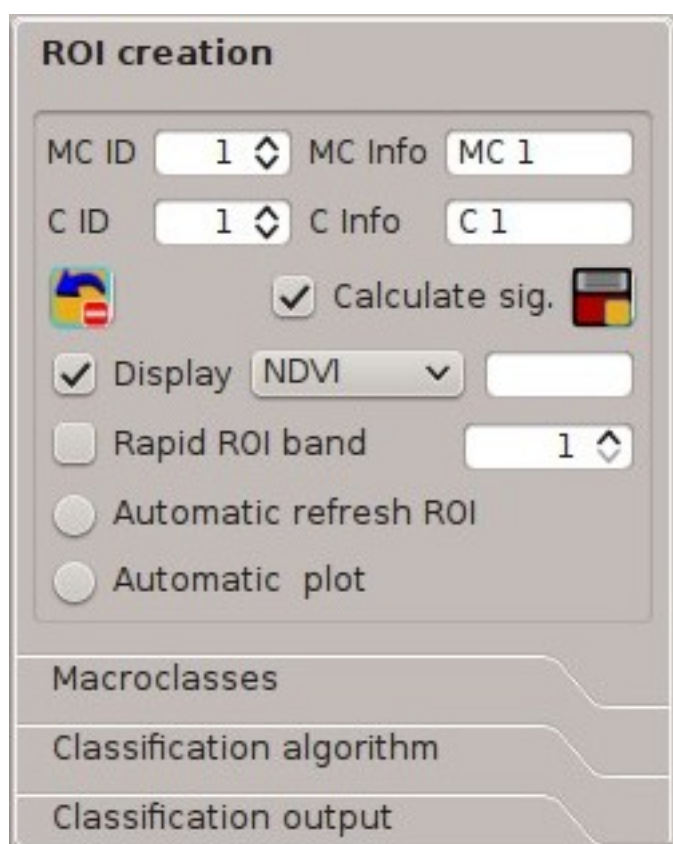 ROI creation
MC ID 1 MC Info MC 1
C ID 1 C Info C 1
Calculate sig.
Display NDVI
Rapid ROI band 1
Automatic refresh ROI
Automatic plot
Macroclasses
Classification algorithm
Classification output